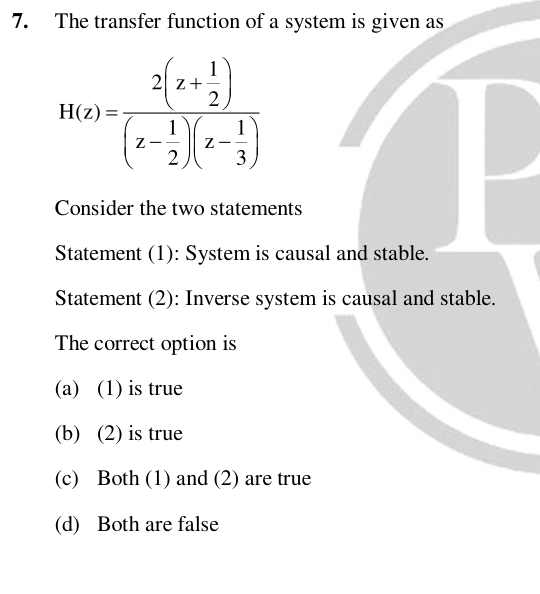 7. The transfer function of a system is given as
H(z) = 2(z + 1/2) / (z − 1/2)(z − 1/3)
Consider the two statements
Statement (1): System is causal and stable.
Statement (2): Inverse system is causal and stable.
The correct option is
(a) (1) is true
(b) (2) is true
(c) Both (1) and (2) are true
(d) Both are false